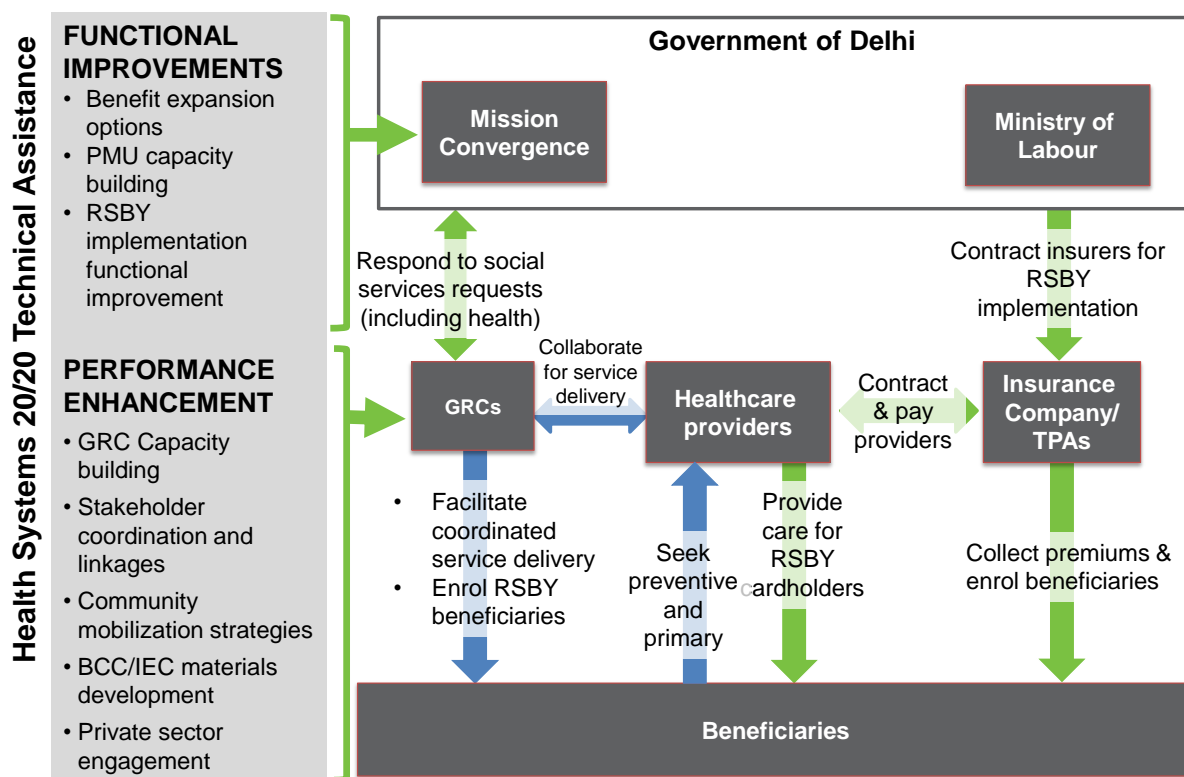 Health Systems 20/20 Technical Assistance
FUNCTIONAL
IMPROVEMENTS
• Benefit expansion
options
• PMU capacity
building
• RSBY
implementation
functional
improvement
PERFORMANCE
ENHANCEMENT
• GRC Capacity
building
• Stakeholder
coordination and
linkages
• Community
mobilization strategies
• BCC/IEC materials
development
• Private sector
engagement
Government of Delhi
Mission
Convergence
Ministry of
Labour
Respond to social
services requests
(including health)
Contract insurers for
RSBY
implementation
GRCs
Collaborate
for service
delivery
Healthcare
providers
Contract
& pay
providers
Insurance
Company/
TPAs
• Facilitate
coordinated
service delivery
• Enrol RSBY
beneficiaries
Seek
preventive
and
primary
Provide
care for
RSBY
cardholders
Collect premiums &
enrol beneficiaries
Beneficiaries